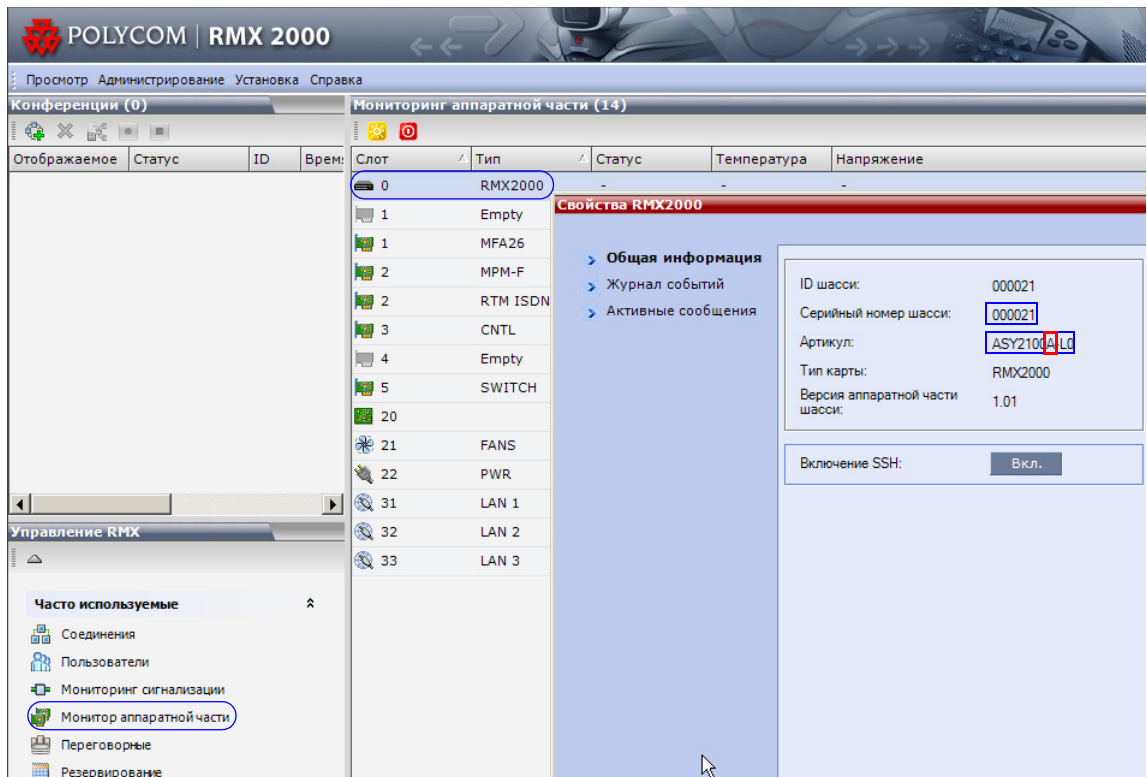 POLYCOM | RMX 2000
Просмотр Администрирование Установка Справка
Конференции (0)
Отображаемое Статус ID Время
Мониторинг аппаратной части (14)
Слот Тип Статус Температура Напряжение
0 RMX2000 - - -
1 Empty
1 MFA26
2 MPM-F
2 RTM ISDN
3 CNTL
4 Empty
5 SWITCH
20
21 FANS
22 PWR
31 LAN 1
32 LAN 2
33 LAN 3
Свойства RMX2000
Общая информация
Журнал событий
Активные сообщения
ID шасси: 000021
Серийный номер шасси: 000021
Артикул: ASY2100A-L0
Тип карты: RMX2000
Версия аппаратной части
шасси: 1.01
Включение SSH: Вкл.
Управление RMX
Часто используемые
Соединения
Пользователи
Мониторинг сигнализации
Монитор аппаратной части
Переговорные
Резервирование